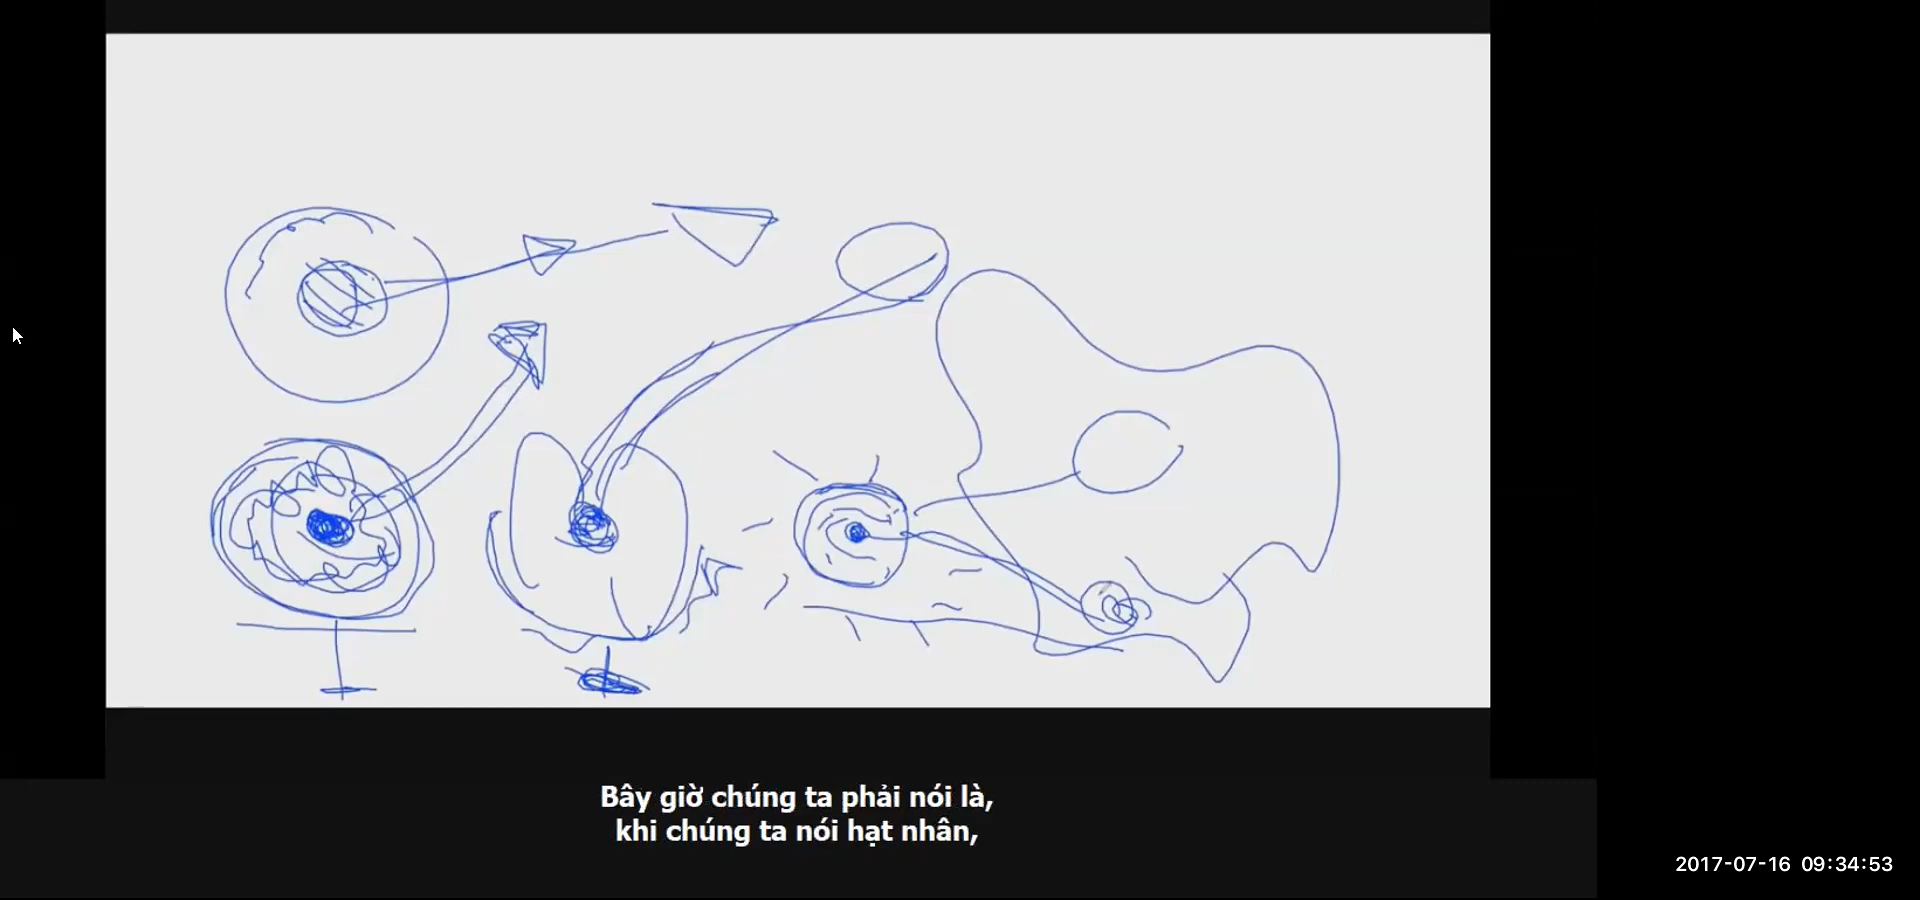 Bây giờ chúng ta phải nói là,
khi chúng ta nói hạt nhân,
2017-07-16 09:34:53